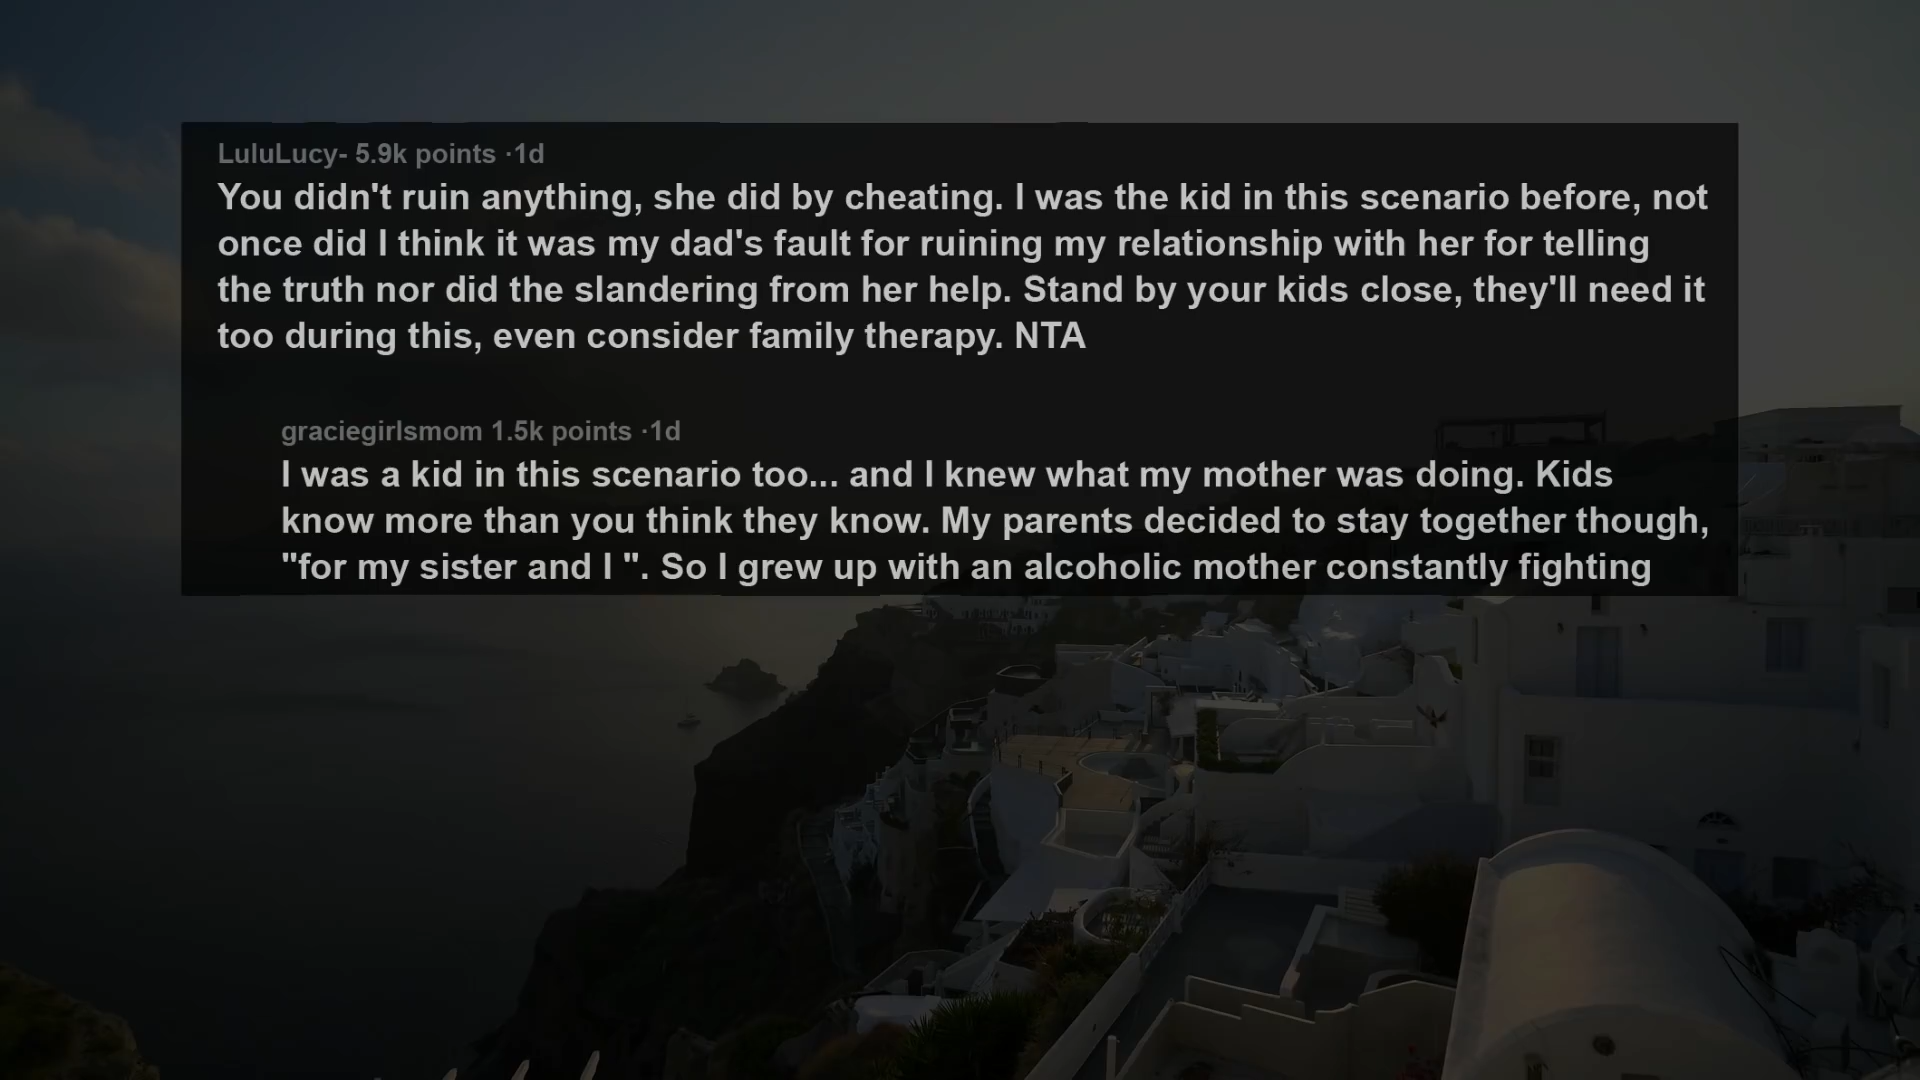 LuluLucy- 5.9k points ·1d
You didn't ruin anything, she did by cheating. I was the kid in this scenario before, not
once did I think it was my dad's fault for ruining my relationship with her for telling
the truth nor did the slandering from her help. Stand by your kids close, they'll need it
too during this, even consider family therapy. NTA
graciegirlsmom 1.5k points ·1d
I was a kid in this scenario too... and I knew what my mother was doing. Kids
know more than you think they know. My parents decided to stay together though,
"for my sister and I ". So I grew up with an alcoholic mother constantly fighting